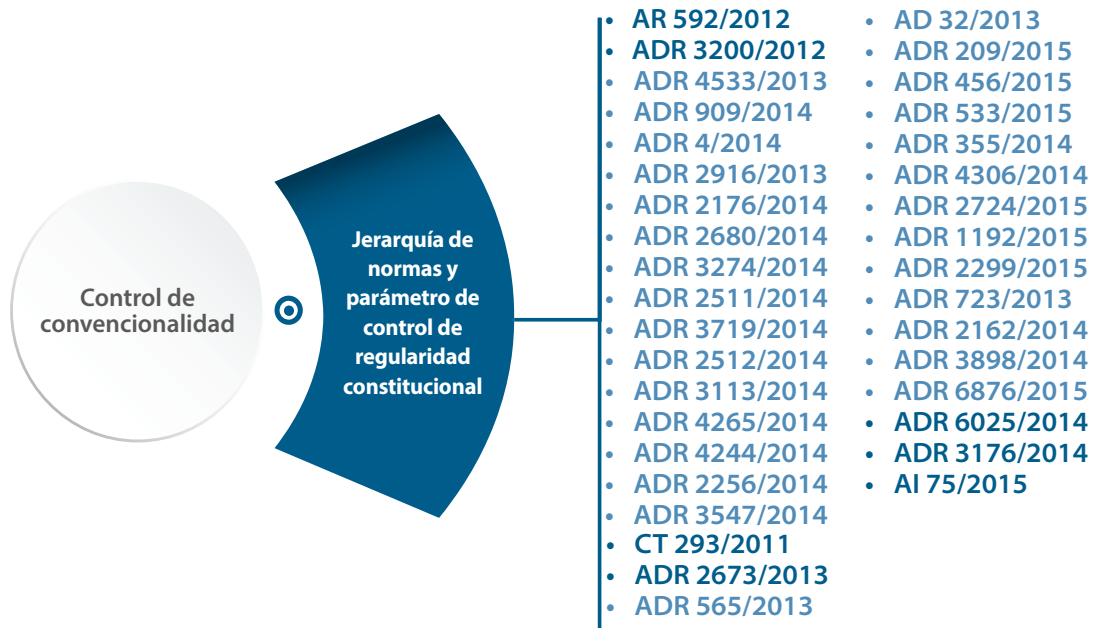 Control de
convencionalidad
Jerarquía de
normas y
parámetro de
control de
regularidad
constitucional
• AR 592/2012
• ADR 3200/2012
• ADR 4533/2013
• ADR 909/2014
• ADR 4/2014
• ADR 2916/2013
• ADR 2176/2014
• ADR 2680/2014
• ADR 3274/2014
• ADR 2511/2014
• ADR 3719/2014
• ADR 2512/2014
• ADR 3113/2014
• ADR 4265/2014
• ADR 4244/2014
• ADR 2256/2014
• ADR 3547/2014
• CT 293/2011
• ADR 2673/2013
• ADR 565/2013
• AD 32/2013
• ADR 209/2015
• ADR 456/2015
• ADR 533/2015
• ADR 355/2014
• ADR 4306/2014
• ADR 2724/2015
• ADR 1192/2015
• ADR 2299/2015
• ADR 723/2013
• ADR 2162/2014
• ADR 3898/2014
• ADR 6876/2015
• ADR 6025/2014
• ADR 3176/2014
• AI 75/2015